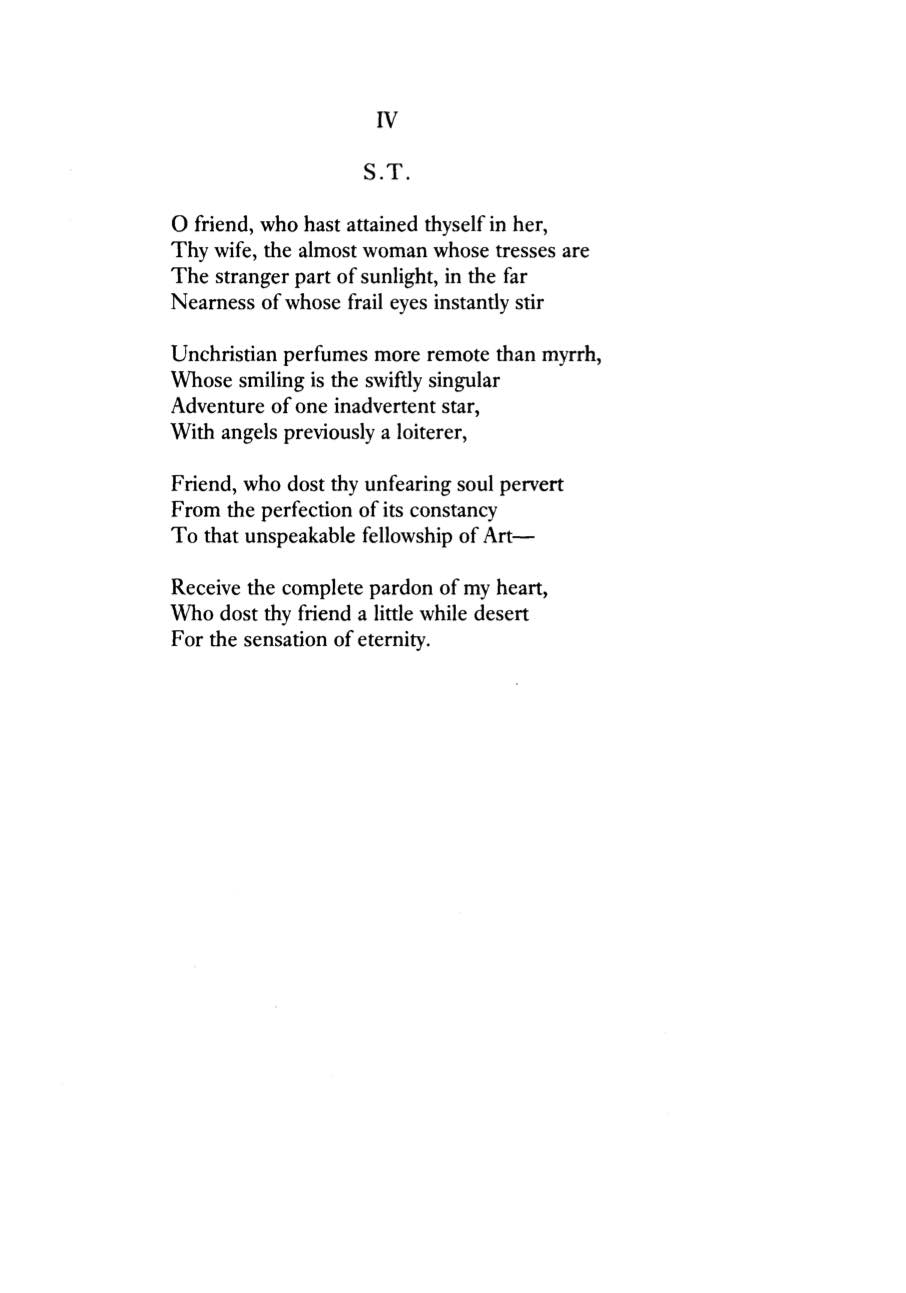 IV
S.T.
O friend, who hast attained thyself in her,
Thy wife, the almost woman whose tresses are
The stranger part of sunlight, in the far
Nearness of whose frail eyes instantly stir
Unchristian perfumes more remote than myrrh,
Whose smiling is the swiftly singular
Adventure of one inadvertent star,
With angels previously a loiterer,
Friend, who dost thy unfearing soul pervert
From the perfection of its constancy
To that unspeakable fellowship of Art—
Receive the complete pardon of my heart,
Who dost thy friend a little while desert
For the sensation of eternity.